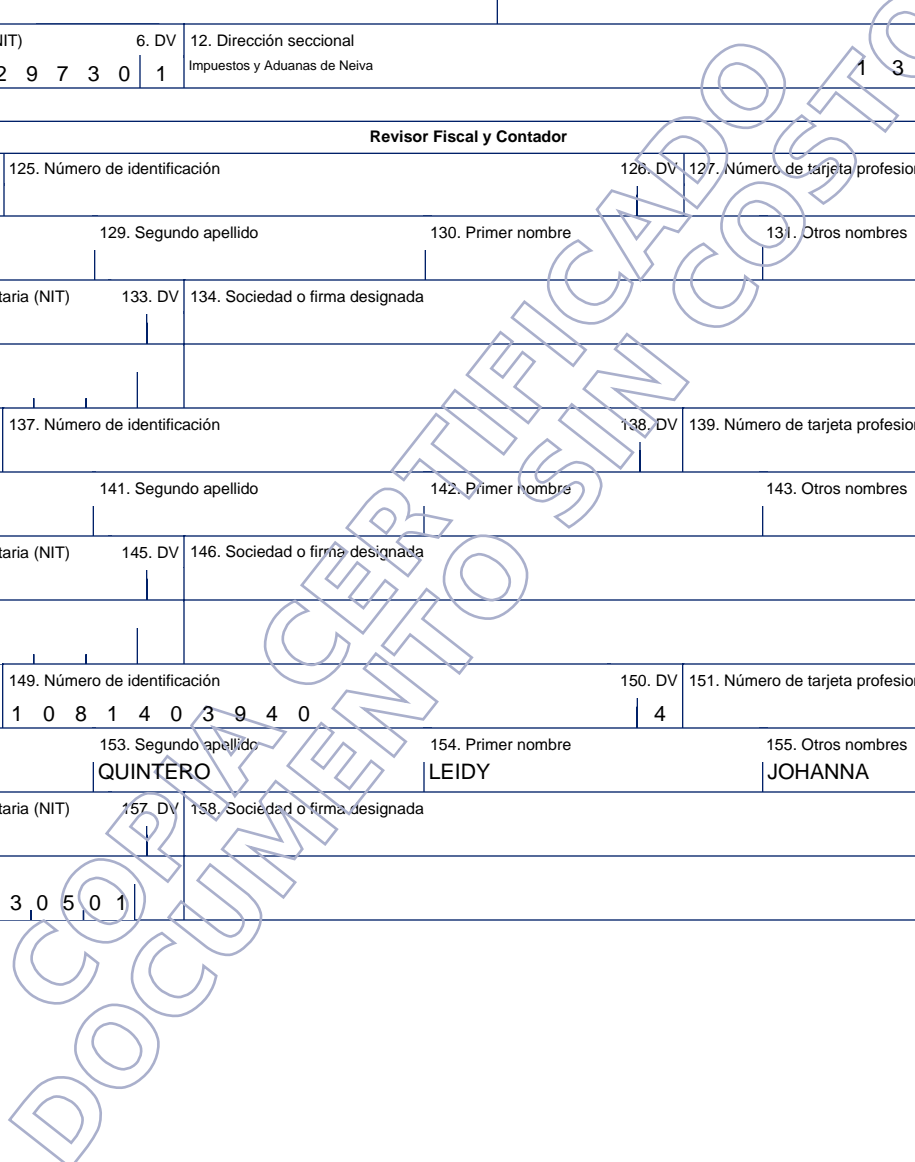 NIT) 6. DV 12. Dirección seccional
2 9 7 3 0 1 Impuestos y Aduanas de Neiva 1 3
Revisor Fiscal y Contador
125. Número de identificación 126. DV 127. Número de tarjeta profesion
129. Segundo apellido 130. Primer nombre 131. Otros nombres
taria (NIT) 133. DV 134. Sociedad o firma designada
137. Número de identificación 138. DV 139. Número de tarjeta profesion
141. Segundo apellido 142. Primer nombre 143. Otros nombres
taria (NIT) 145. DV 146. Sociedad o firma designada
149. Número de identificación 150. DV 151. Número de tarjeta profesion
1 0 8 1 4 0 3 9 4 0 4
153. Segundo apellido 154. Primer nombre 155. Otros nombres
QUINTERO LEIDY JOHANNA
taria (NIT) 157. DV 158. Sociedad o firma designada
3 0 5 0 1
COPIA CERTIFICADO
DOCUMENTO SIN COSTO